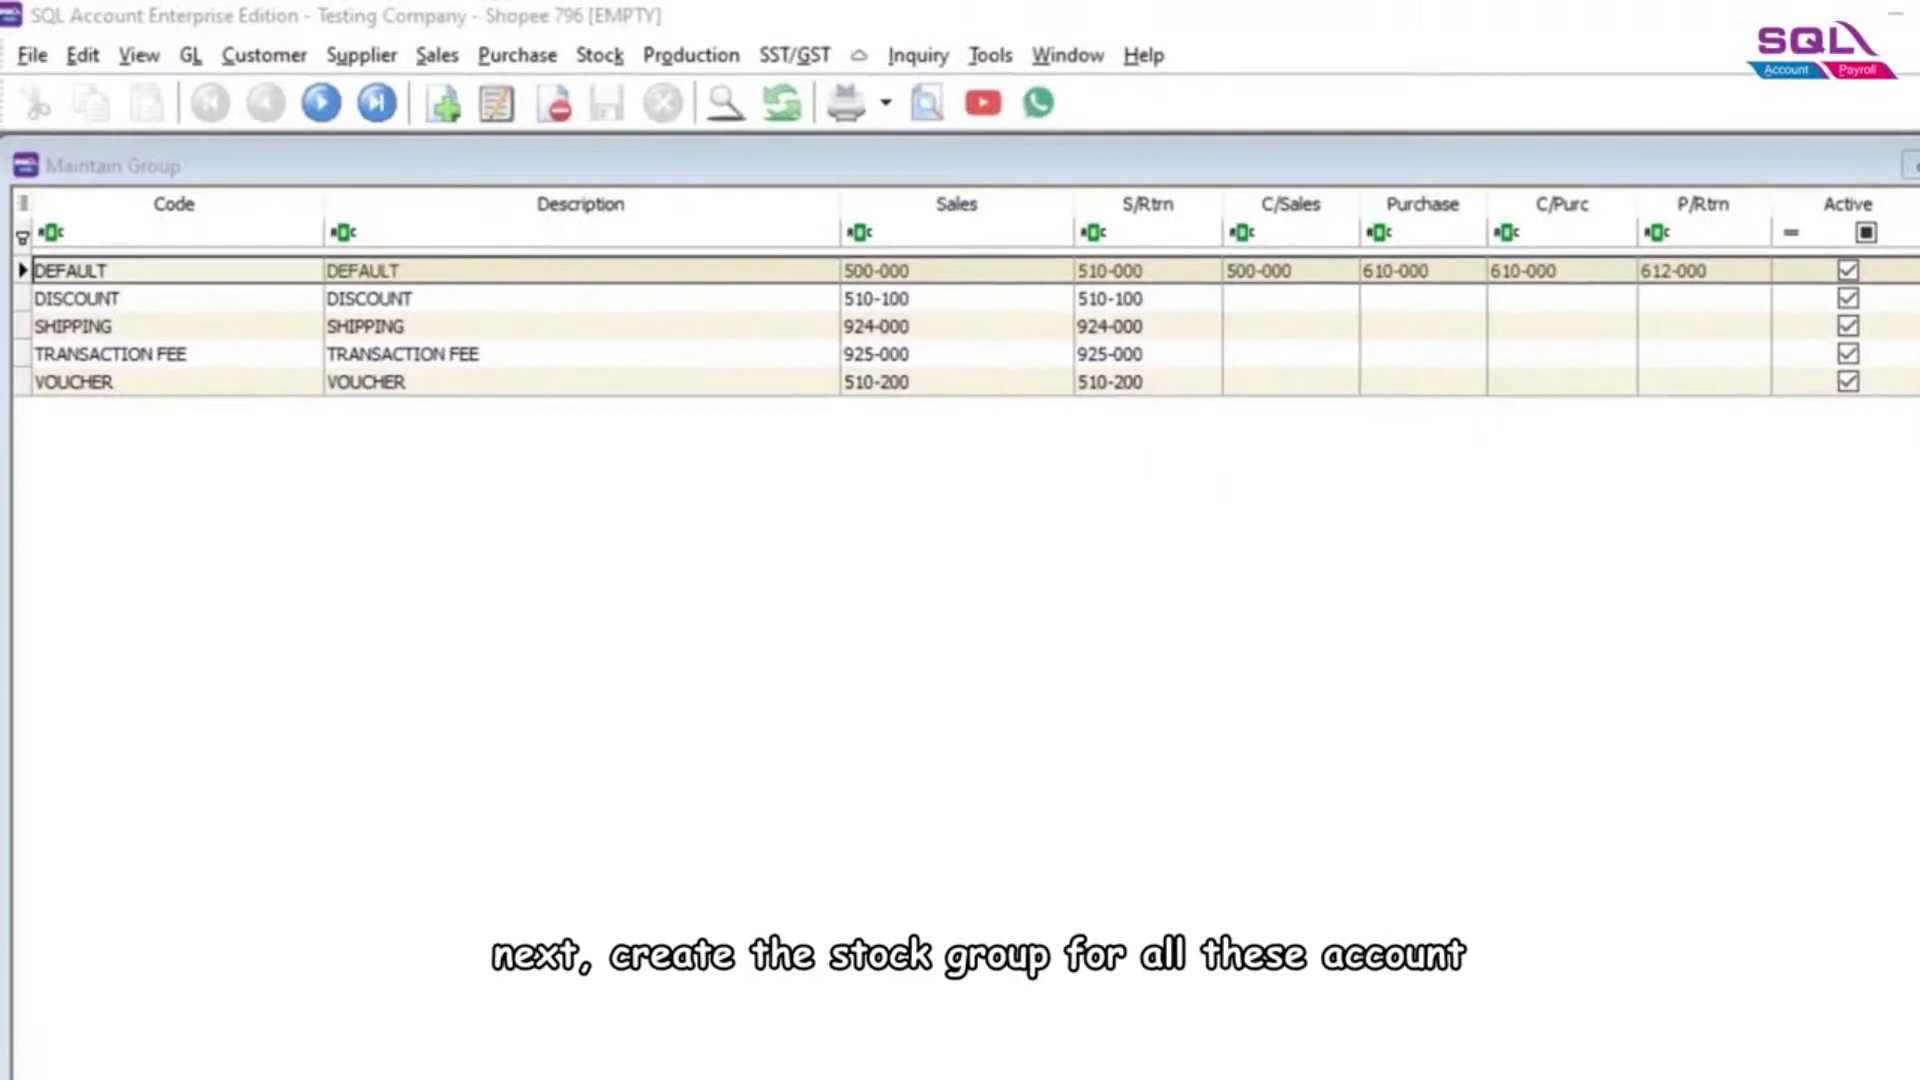 SQL Account Enterprise Edition - Testing Company - Shopee 796 [EMPTY]
File Edit View GL Customer Supplier Sales Purchase Stock Production SST/GST Inquiry Tools Window Help
SQL
Account Payroll
Maintain Group
Code Description Sales S/Rtrn C/Sales Purchase C/Purc P/Rtrn Active
DEFAULT DEFAULT 500-000 510-000 500-000 610-000 610-000 612-000
DISCOUNT DISCOUNT 510-100 510-100
SHIPPING SHIPPING 924-000 924-000
TRANSACTION FEE TRANSACTION FEE 925-000 925-000
VOUCHER VOUCHER 510-200 510-200
next, create the stock group for all these account